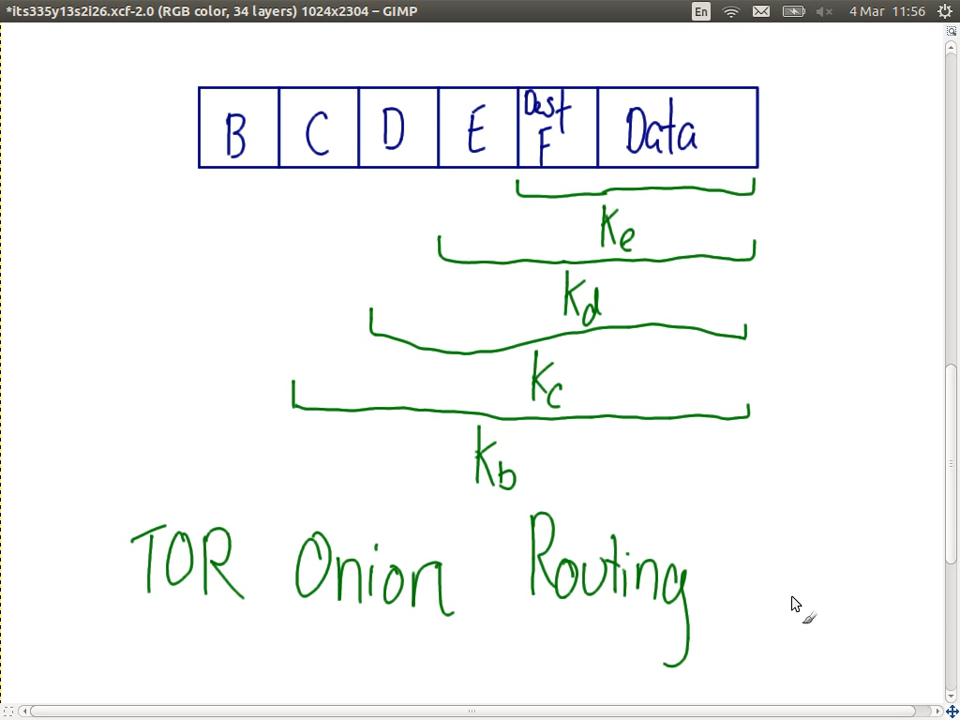 *its335y13s2i26.xcf-2.0 (RGB color, 34 layers) 1024x2304 – GIMP
En
4 Mar 11:56
B C D E Dest F Data
Ke
Kd
Kc
Kb
TOR Onion Routing